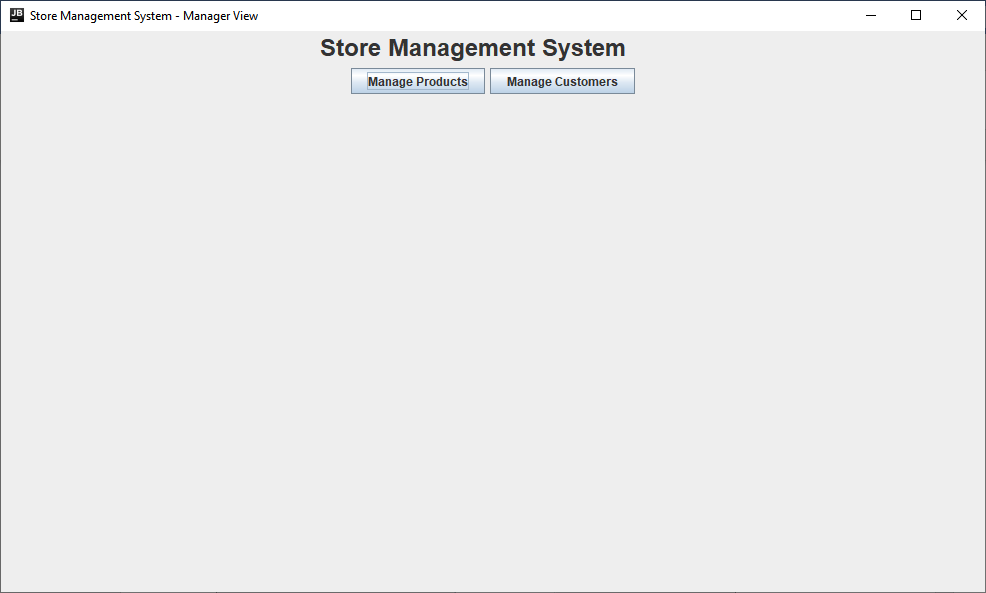 JB
Store Management System - Manager View
Store Management System
Manage Products
Manage Customers